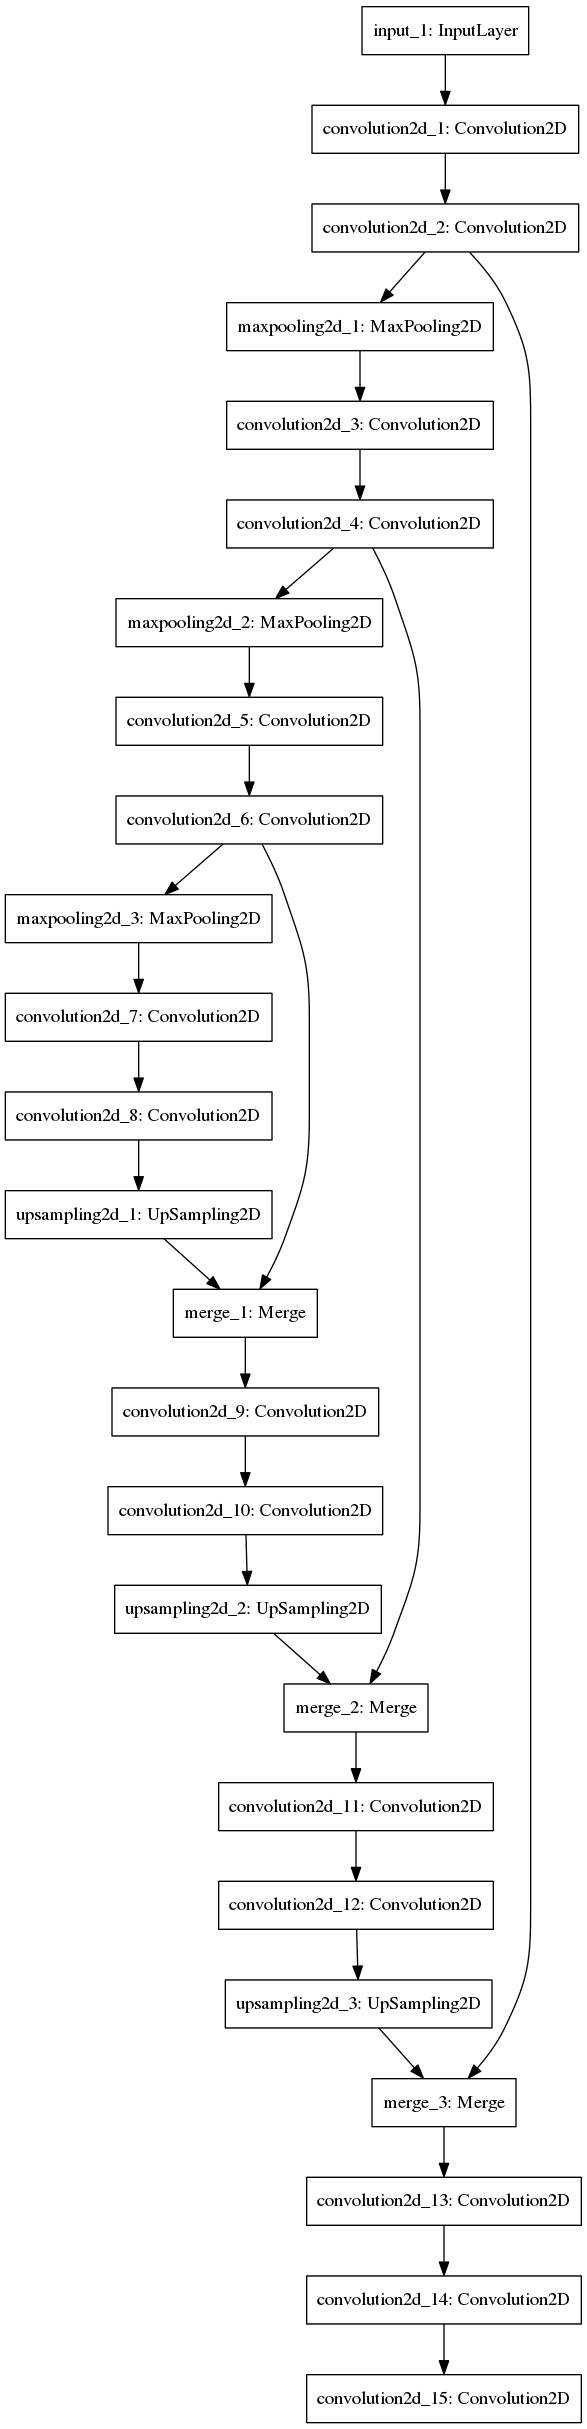 input_1: InputLayer
convolution2d_1: Convolution2D
convolution2d_2: Convolution2D
maxpooling2d_1: MaxPooling2D
convolution2d_3: Convolution2D
convolution2d_4: Convolution2D
maxpooling2d_2: MaxPooling2D
convolution2d_5: Convolution2D
convolution2d_6: Convolution2D
maxpooling2d_3: MaxPooling2D
convolution2d_7: Convolution2D
convolution2d_8: Convolution2D
upsampling2d_1: UpSampling2D
merge_1: Merge
convolution2d_9: Convolution2D
convolution2d_10: Convolution2D
upsampling2d_2: UpSampling2D
merge_2: Merge
convolution2d_11: Convolution2D
convolution2d_12: Convolution2D
upsampling2d_3: UpSampling2D
merge_3: Merge
convolution2d_13: Convolution2D
convolution2d_14: Convolution2D
convolution2d_15: Convolution2D